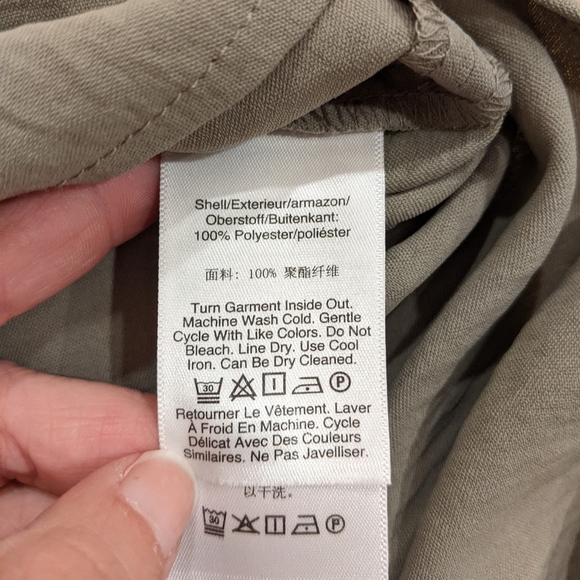 Shell/Exterieur/armazon/
Oberstoff/Buitenkant:
100% Polyester/poliéster
面料: 100% 聚酯纤维
Turn Garment Inside Out.
Machine Wash Cold. Gentle
Cycle With Like Colors. Do Not
Bleach. Line Dry. Use Cool
Iron. Can Be Dry Cleaned.
30 P
Retourner Le Vêtement. Laver
À Froid En Machine. Cycle
Délicat Avec Des Couleurs
Similaires. Ne Pas Javelliser.
以干洗。
30 P